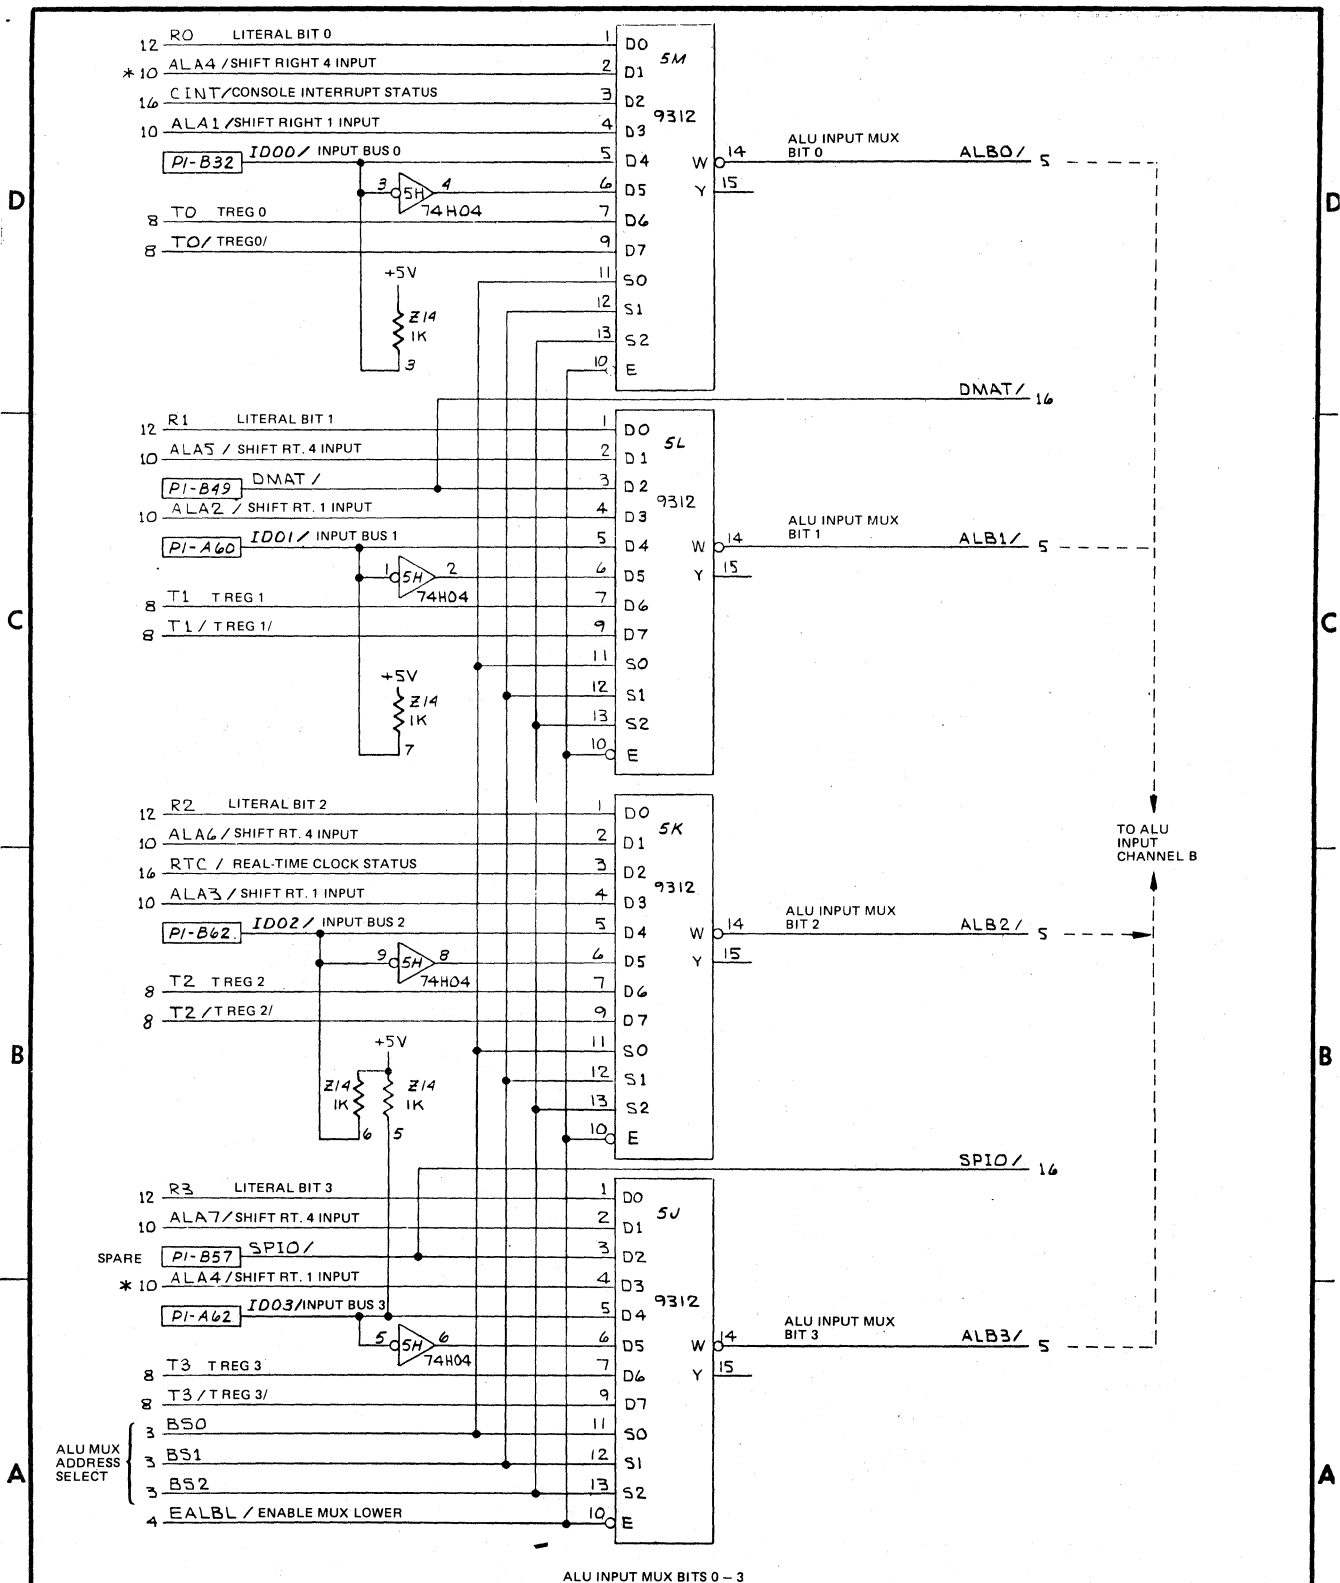 R0 LITERAL BIT 0
12
1 D0
5M
* 10 ALA4 / SHIFT RIGHT 4 INPUT
2 D1
16 CINT/CONSOLE INTERRUPT STATUS
3 D2
9312
10 ALA1 / SHIFT RIGHT 1 INPUT
4 D3
P1-B32 ID00/ INPUT BUS 0
5 D4
W 14
ALU INPUT MUX
BIT 0
ALB0/ 5
3 5H 4
74H04
6 D5
Y 15
D
D
8 T0 TREG 0
7 D6
8 T0/ TREG0/
9 D7
+5V
11 S0
Z14
1K
12 S1
13 S2
3
10 E
DMAT/ 16
12 R1 LITERAL BIT 1
1 D0
5L
10 ALA5 / SHIFT RT. 4 INPUT
2 D1
P1-B49 DMAT/
3 D2
9312
10 ALA2 / SHIFT RT. 1 INPUT
4 D3
P1-A60 ID01/ INPUT BUS 1
5 D4
W 14
ALU INPUT MUX
BIT 1
ALB1/ 5
1 5H 2
74H04
6 D5
Y 15
8 T1 T REG 1
7 D6
C
C
8 T1/ T REG 1/
9 D7
11 S0
+5V
Z14
1K
12 S1
13 S2
7
10 E
12 R2 LITERAL BIT 2
1 D0
5K
10 ALA6 / SHIFT RT. 4 INPUT
2 D1
TO ALU
INPUT
CHANNEL B
16 RTC / REAL-TIME CLOCK STATUS
3 D2
9312
10 ALA3 / SHIFT RT. 1 INPUT
4 D3
P1-B62. ID02/ INPUT BUS 2
5 D4
W 14
ALU INPUT MUX
BIT 2
ALB2/ 5
9 5H 8
74H04
6 D5
Y 15
8 T2 T REG 2
7 D6
8 T2 / T REG 2/
9 D7
+5V
11 S0
B
B
Z14
1K
Z14
1K
12 S1
13 S2
6 5
10 E
SPIO/ 16
12 R3 LITERAL BIT 3
1 D0
5J
10 ALA7/ SHIFT RT. 4 INPUT
2 D1
SPARE P1-B57 SPIO/
3 D2
* 10 ALA4/SHIFT RT. 1 INPUT
4 D3
9312
P1-A62 ID03/INPUT BUS 3
5 D4
ALU INPUT MUX
BIT 3
W 14
ALB3/ 5
5 5H 6
74H04
6 D5
Y 15
8 T3 T REG 3
7 D6
8 T3/T REG 3/
9 D7
3 BS0
11 S0
ALU MUX
ADDRESS
SELECT
3 BS1
12 S1
A
A
3 BS2
13 S2
4 EALBL / ENABLE MUX LOWER
10 E
ALU INPUT MUX BITS 0 – 3